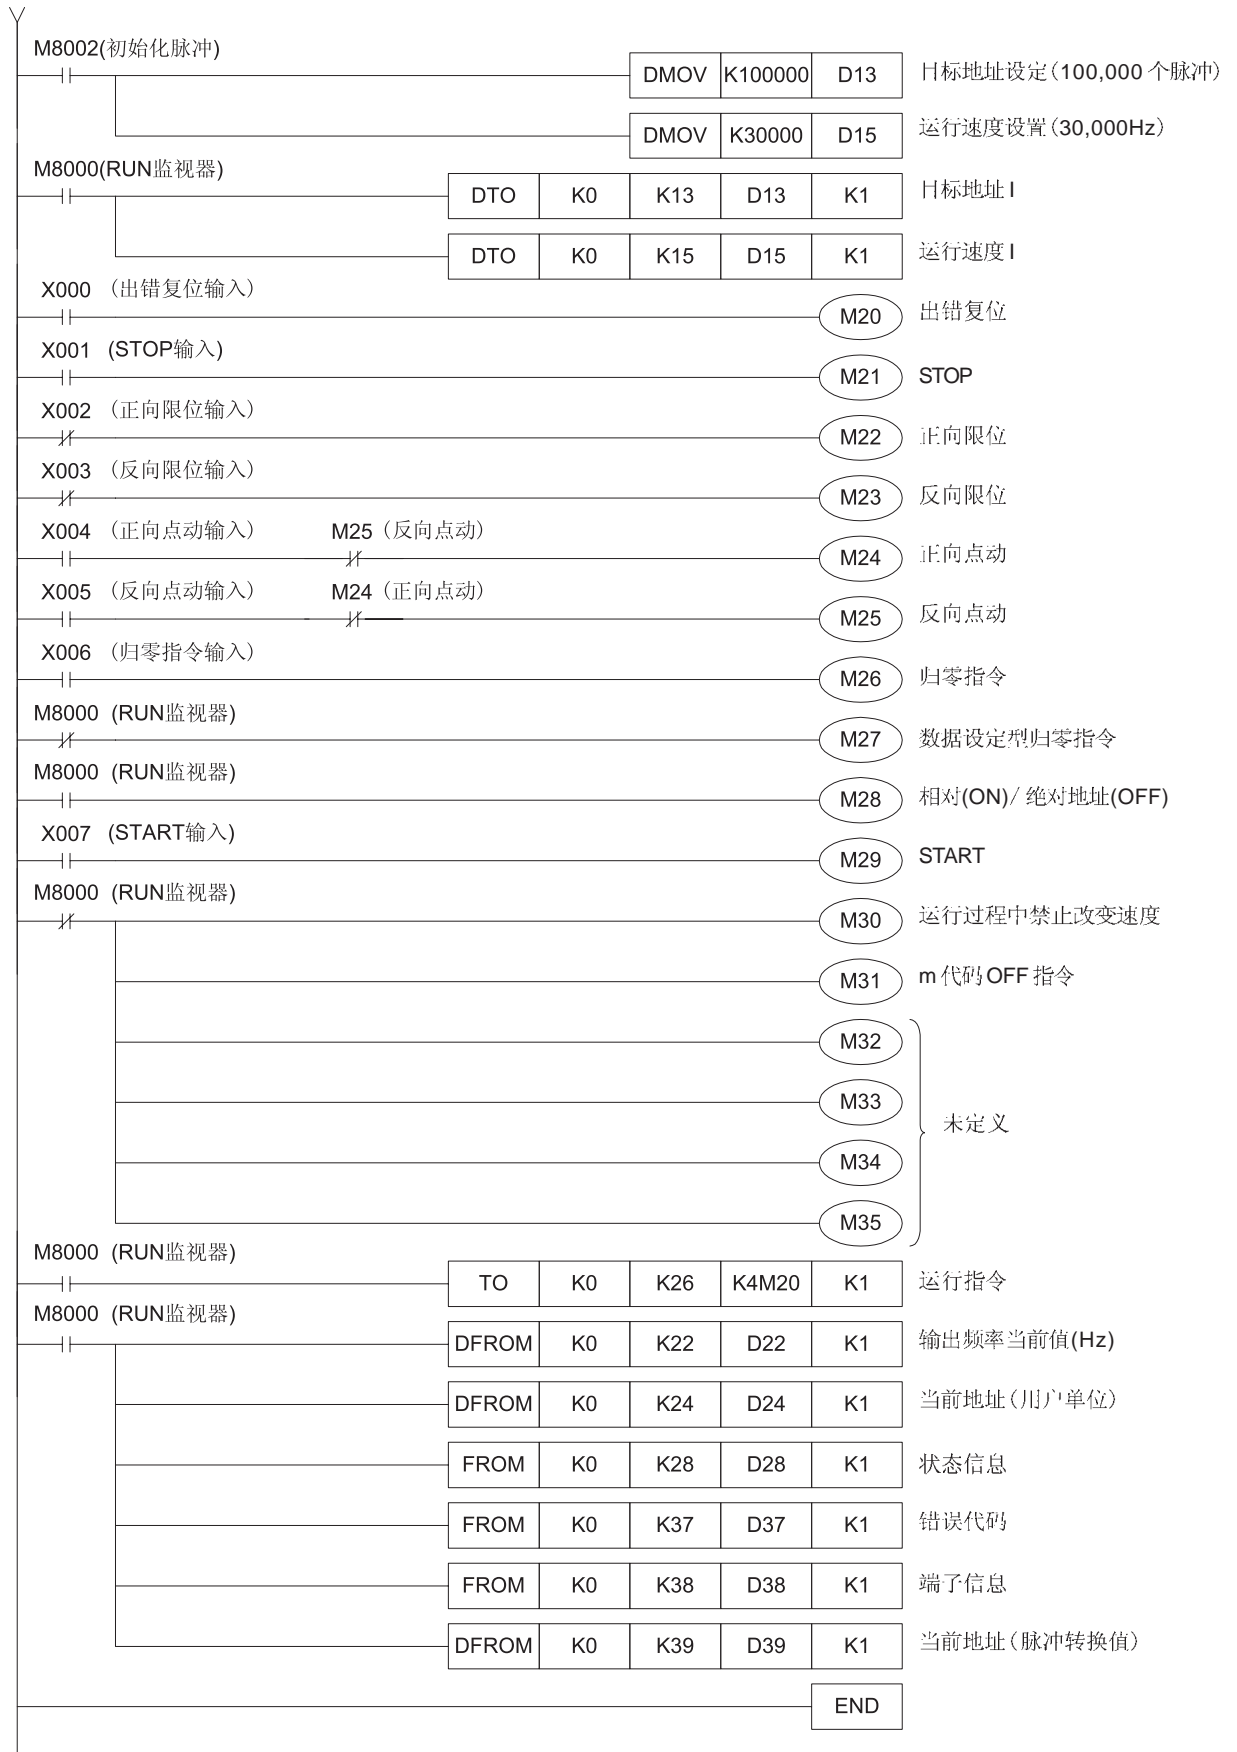 M8002(初始化脉冲)
DMOV K100000 D13 目标地址设定(100,000 个脉冲)
DMOV K30000 D15 运行速度设置(30,000Hz)
M8000(RUN监视器)
DTO K0 K13 D13 K1 目标地址 I
DTO K0 K15 D15 K1 运行速度 I
X000 (出错复位输入)
M20 出错复位
X001 (STOP输入)
M21 STOP
X002 (正向限位输入)
M22 正向限位
X003 (反向限位输入)
M23 反向限位
X004 (正向点动输入) M25 (反向点动)
M24 正向点动
X005 (反向点动输入) M24 (正向点动)
M25 反向点动
X006 (归零指令输入)
M26 归零指令
M8000 (RUN监视器)
M27 数据设定型归零指令
M8000 (RUN监视器)
M28 相对(ON)/ 绝对地址(OFF)
X007 (START输入)
M29 START
M8000 (RUN监视器)
M30 运行过程中禁止改变速度
M31 m 代码 OFF 指令
M32
M33
未定义
M34
M35
M8000 (RUN监视器)
TO K0 K26 K4M20 K1 运行指令
M8000 (RUN监视器)
DFROM K0 K22 D22 K1 输出频率当前值(Hz)
DFROM K0 K24 D24 K1 当前地址(用户单位)
FROM K0 K28 D28 K1 状态信息
FROM K0 K37 D37 K1 错误代码
FROM K0 K38 D38 K1 端子信息
DFROM K0 K39 D39 K1 当前地址(脉冲转换值)
END